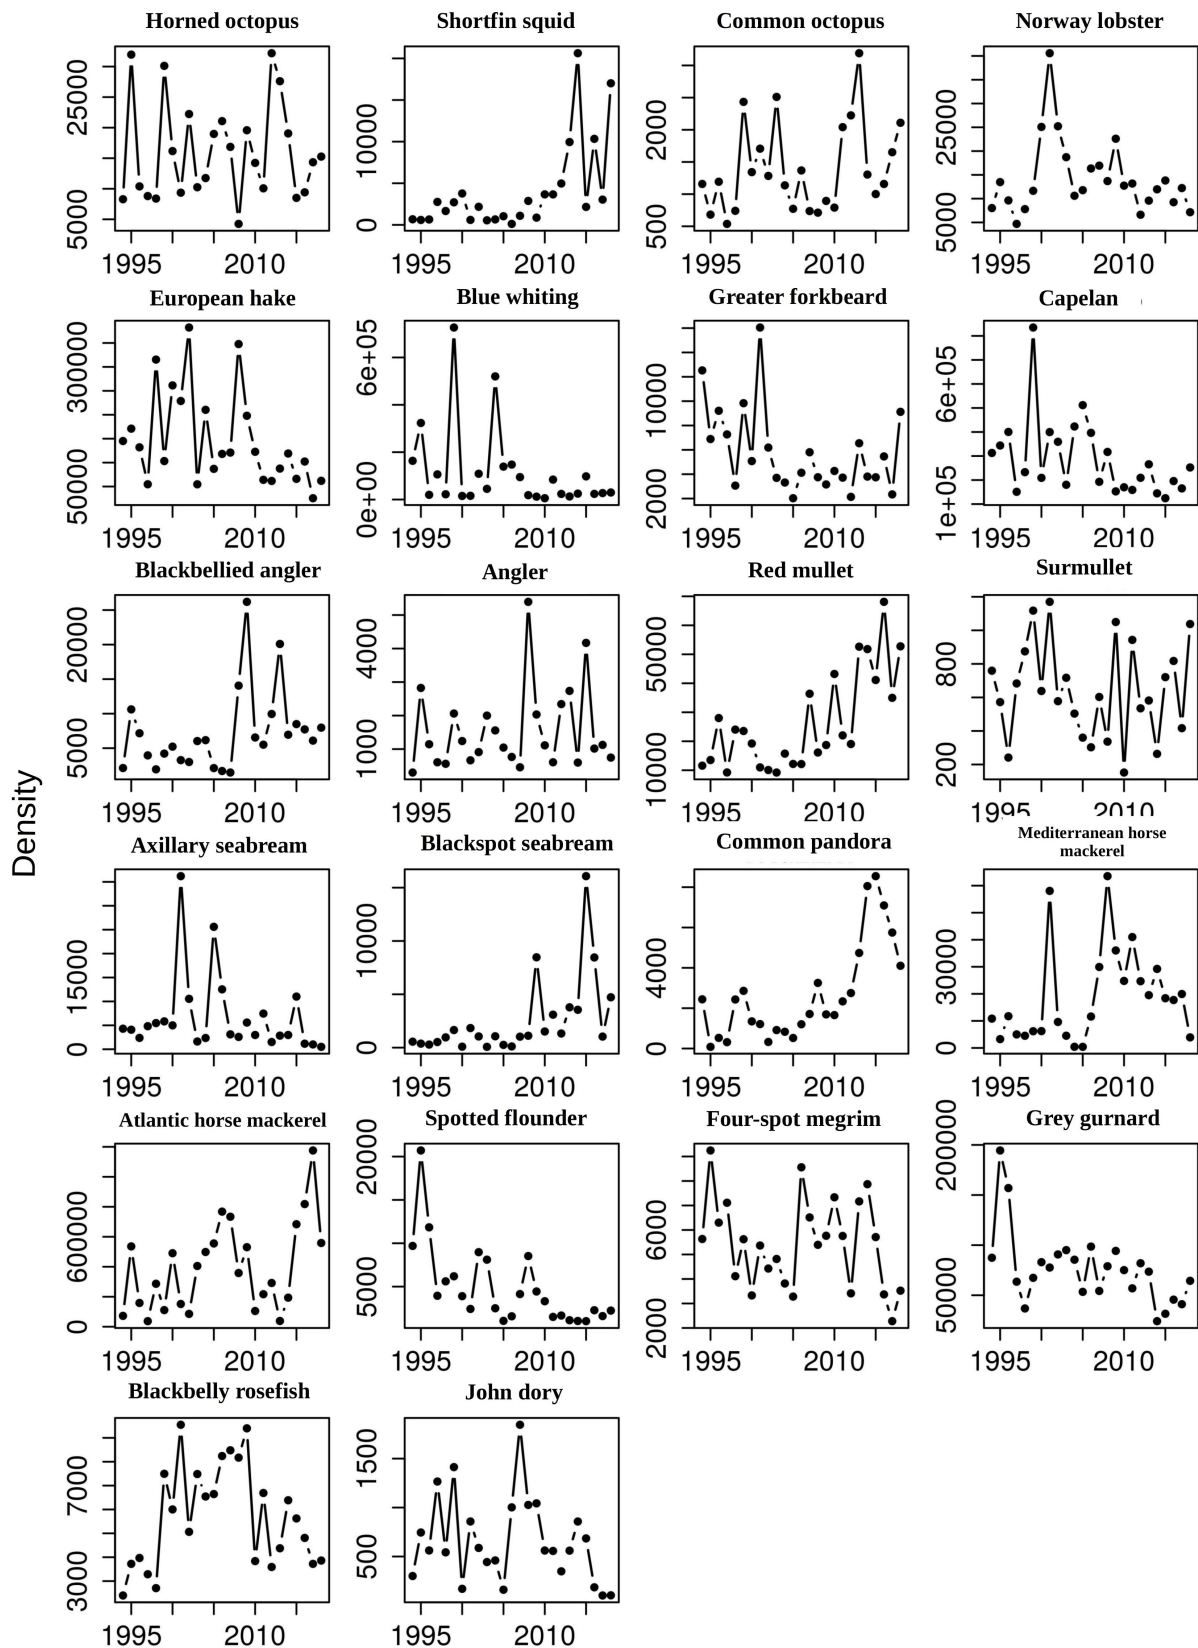 Horned octopus
Shortfin squid
Common octopus
Norway lobster
5000 25000
0 10000
500 2000
5000 25000
1995 2010
1995 2010
1995 2010
1995 2010
European hake
Blue whiting
Greater forkbeard
Capelan
50000 300000
0e+00 6e+05
2000 10000
1e+05 6e+05
1995 2010
1995 2010
1995 2010
1995 2010
Blackbellied angler
Angler
Red mullet
Surmullet
5000 20000
1000 4000
10000 50000
200 800
1995 2010
1995 2010
1995 2010
1995 2010
Density
Axillary seabream
Blackspot seabream
Common pandora
Mediterranean horse
mackerel
0 15000
0 10000
0 4000
0 30000
1995 2010
1995 2010
1995 2010
1995 2010
Atlantic horse mackerel
Spotted flounder
Four-spot megrim
Grey gurnard
0 600000
5000 20000
2000 6000
50000 200000
1995 2010
1995 2010
1995 2010
1995 2010
Blackbelly rosefish
John dory
3000 7000
500 1500
1995 2010
1995 2010